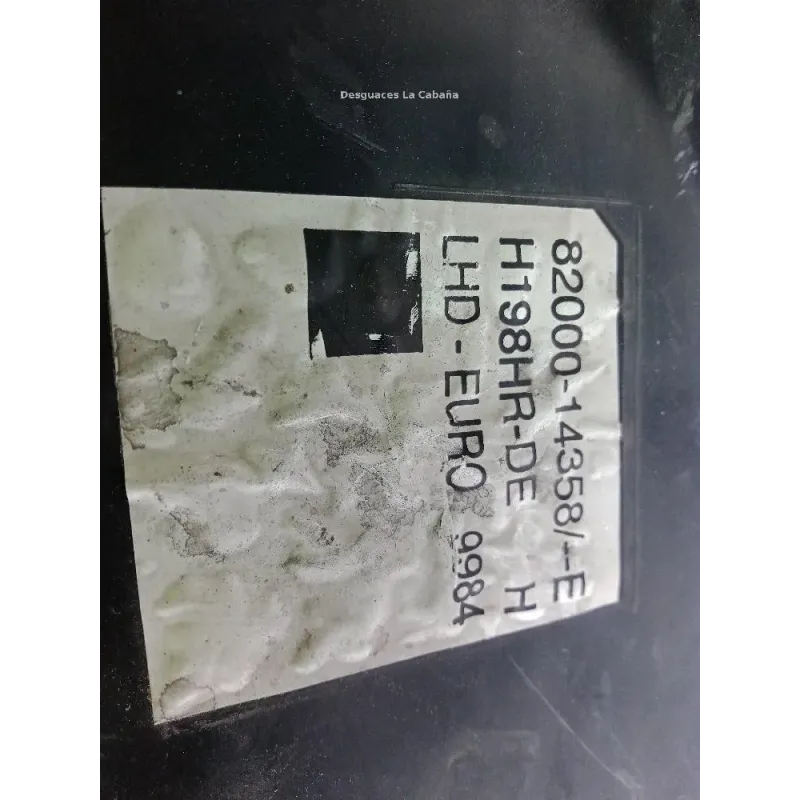 Desguaces La Cabaña
82000-14358/--E
H198HR-DE H
LHD - EURO 9984